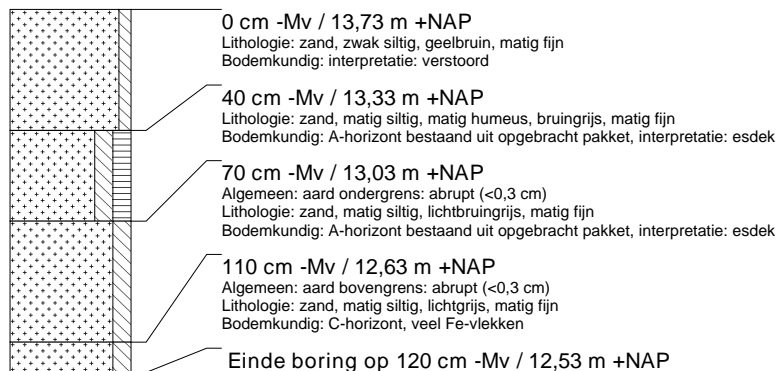 0 cm -Mv / 13,73 m +NAP
Lithologie: zand, zwak siltig, geelbruin, matig fijn
Bodemkundig: interpretatie: verstoord
40 cm -Mv / 13,33 m +NAP
Lithologie: zand, matig siltig, matig humeus, bruingrijs, matig fijn
Bodemkundig: A-horizont bestaand uit opgebracht pakket, interpretatie: esdek
70 cm -Mv / 13,03 m +NAP
Algemeen: aard ondergrens: abrupt (<0,3 cm)
Lithologie: zand, matig siltig, lichtbruingrijs, matig fijn
Bodemkundig: A-horizont bestaand uit opgebracht pakket, interpretatie: esdek
110 cm -Mv / 12,63 m +NAP
Algemeen: aard bovengrens: abrupt (<0,3 cm)
Lithologie: zand, matig siltig, lichtgrijs, matig fijn
Bodemkundig: C-horizont, veel Fe-vlekken
Einde boring op 120 cm -Mv / 12,53 m +NAP